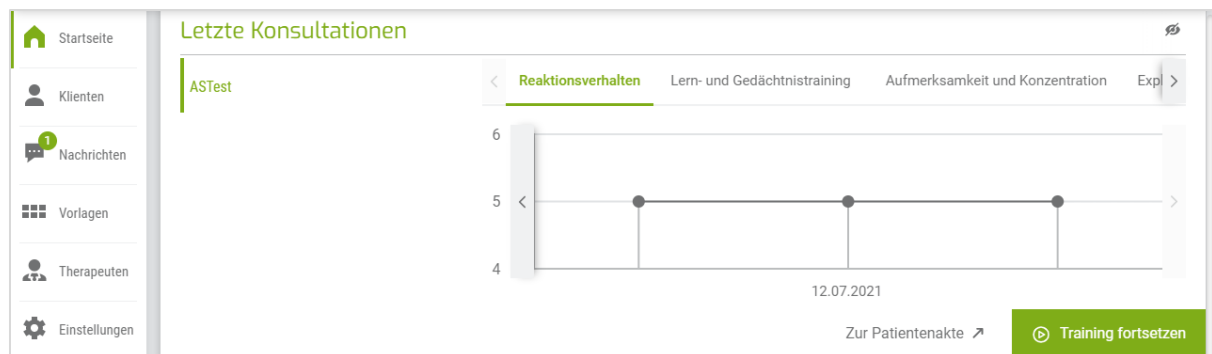 Startseite
Klienten
1
Nachrichten
Vorlagen
Therapeuten
Einstellungen
Letzte Konsultationen
ASTest
Reaktionsverhalten Lern- und Gedächtnistraining Aufmerksamkeit und Konzentration Expl
6
5
4
12.07.2021
Zur Patientenakte Training fortsetzen